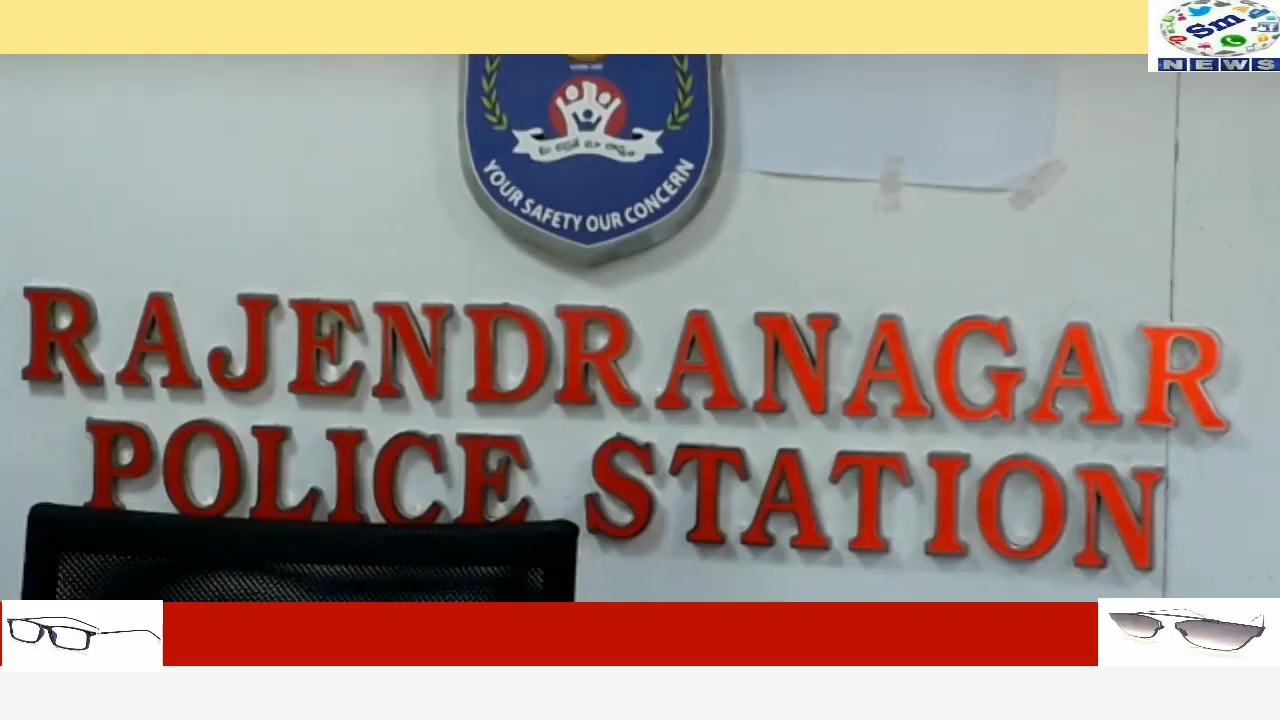 Sm
NEWS
YOUR SAFETY OUR CONCERN
RAJENDRANAGAR
POLICE STATION